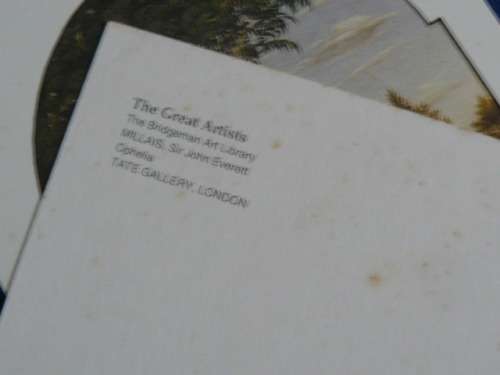 The Great Artists
The Bridgeman Art Library
MILLAIS, Sir John Everett
Ophelia
TATE GALLERY, LONDON